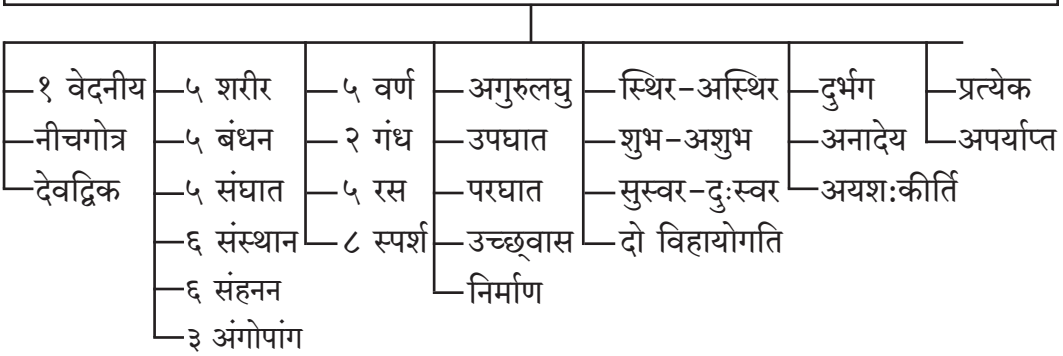 १ वेदनीय
नीचगोत्र
देवद्विक
५ शरीर
५ बंधन
५ संघात
६ संस्थान
६ संहनन
३ अंगोपांग
५ वर्ण
२ गंध
५ रस
८ स्पर्श
अगुरुलघु
उपघात
परघात
उच्छ्वास
निर्माण
स्थिर-अस्थिर
शुभ-अशुभ
सुस्वर-दुःस्वर
दो विहायोगति
दुर्भग
अनादेय
अयश:कीर्ति
प्रत्येक
अपर्याप्त